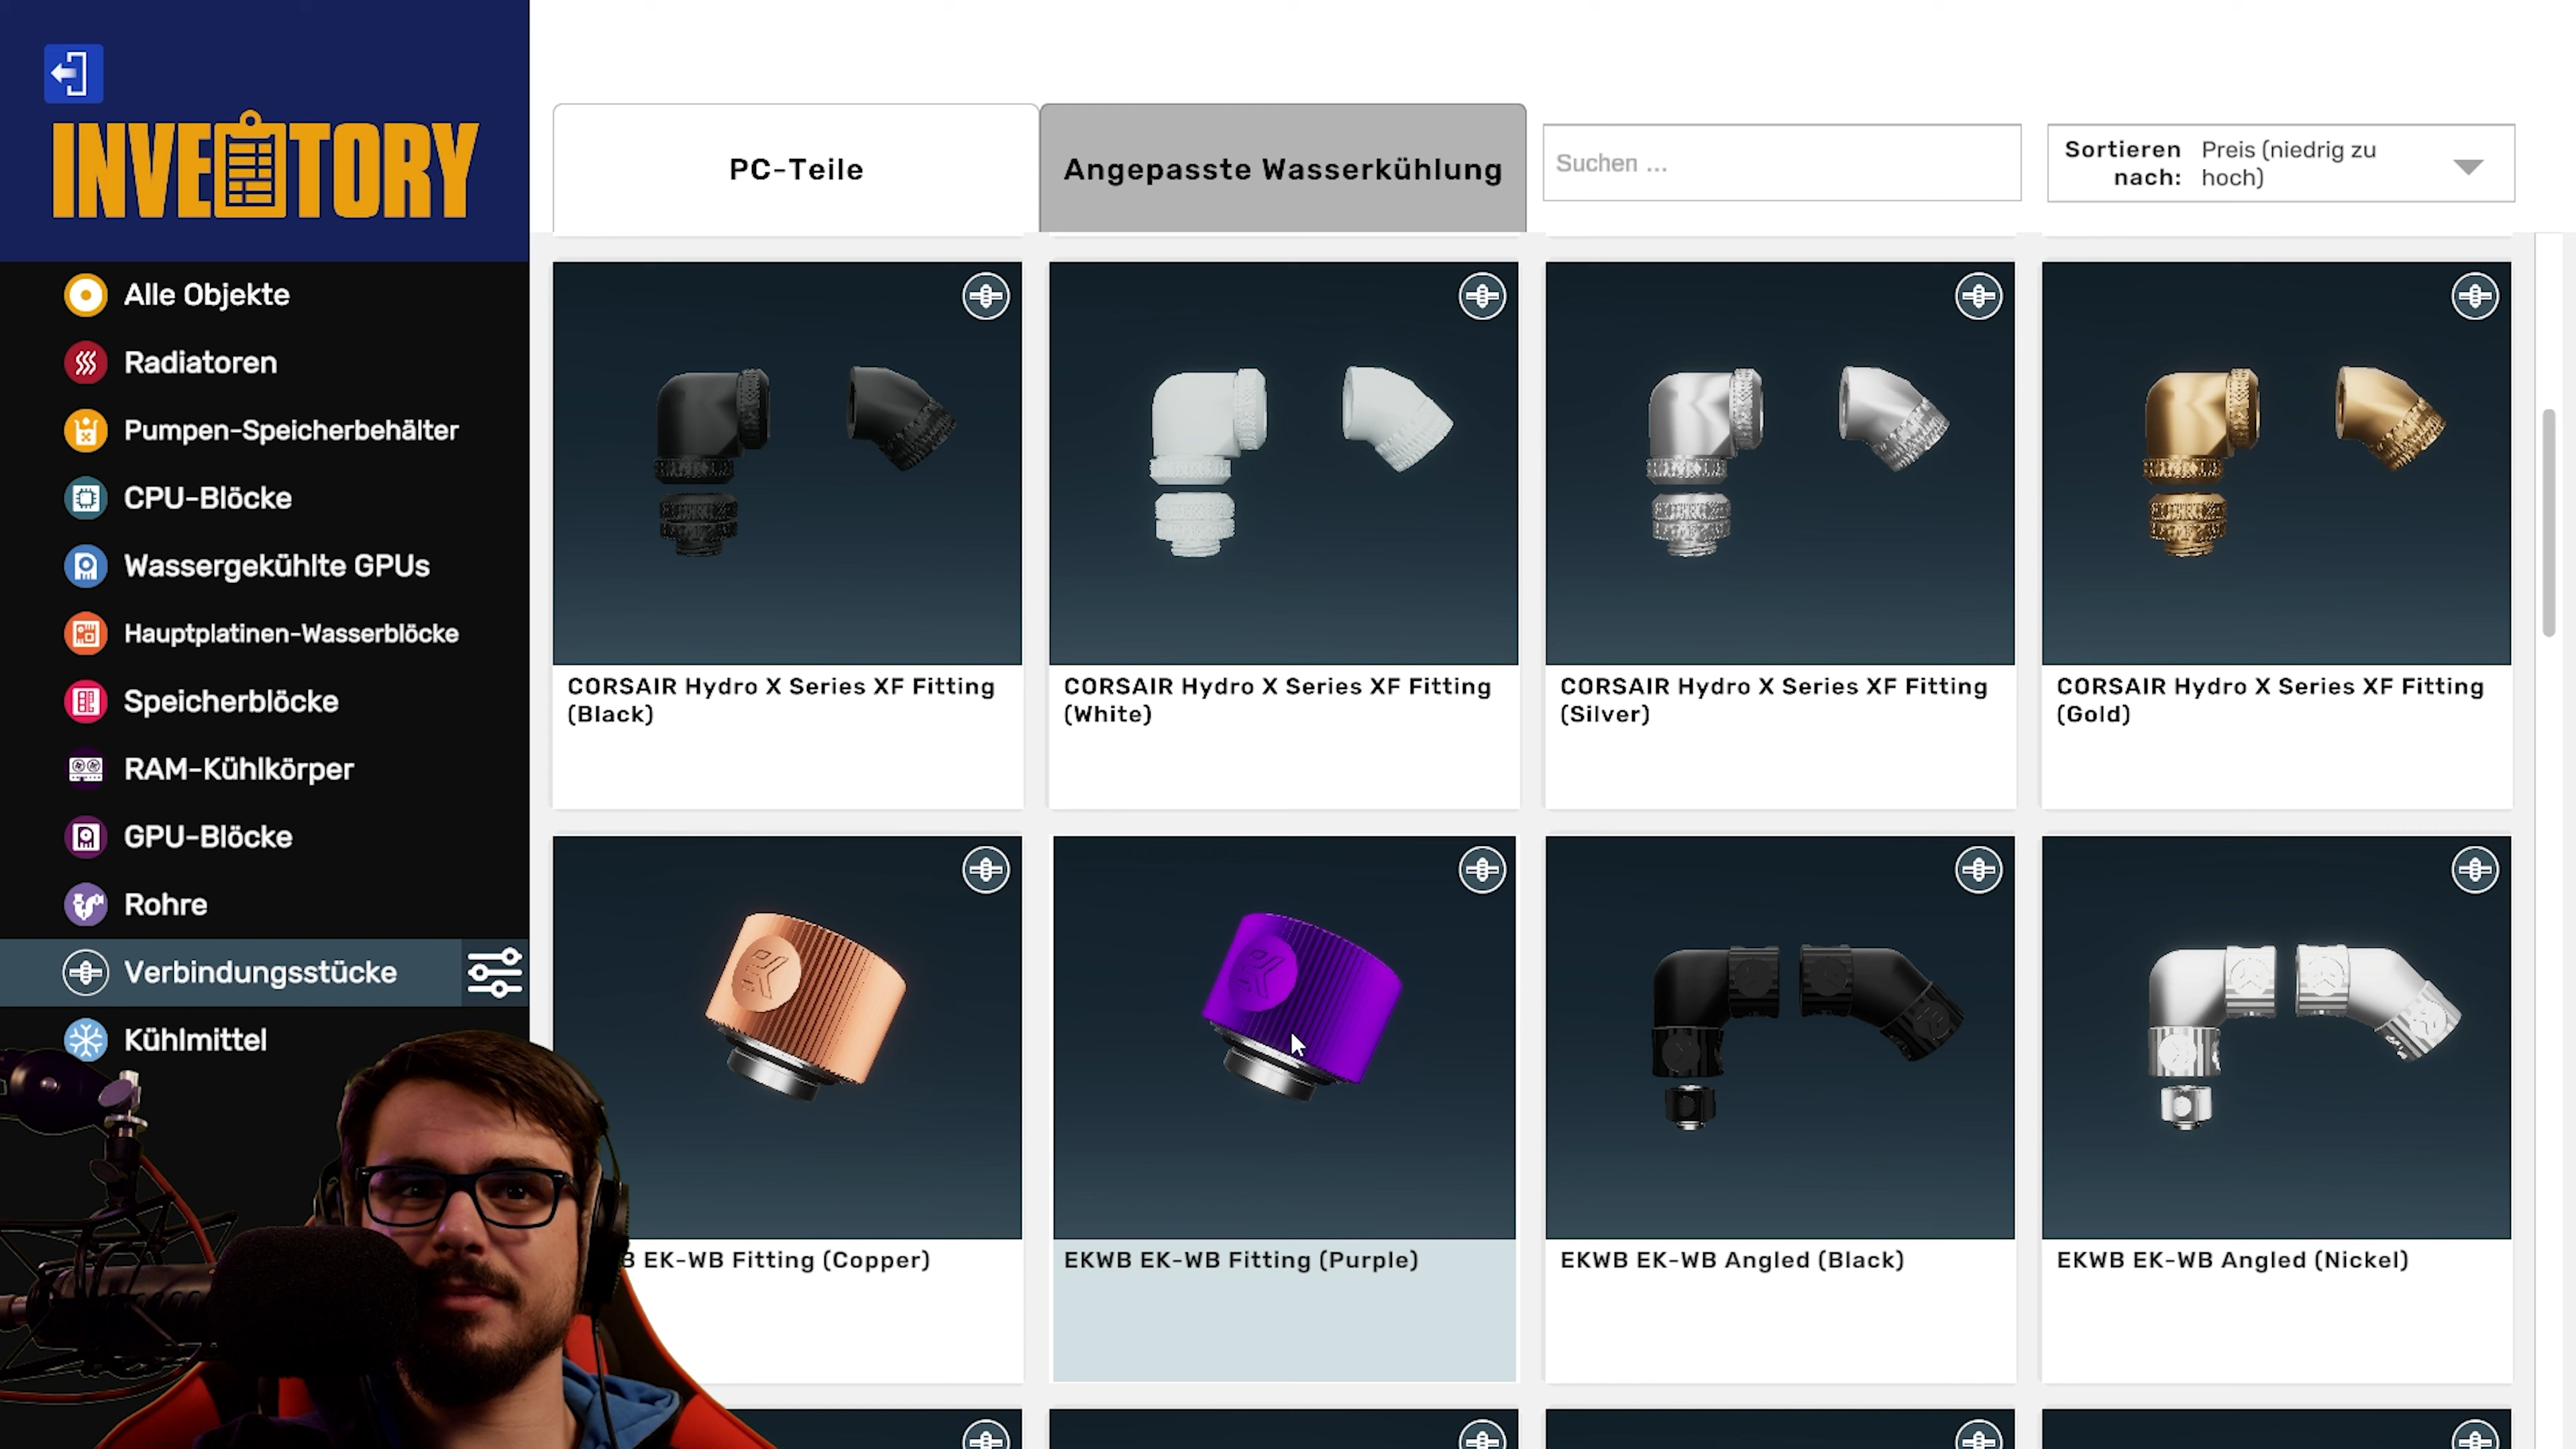 INVENTORY
PC-Teile
Angepasste Wasserkühlung
Suchen ...
Sortieren nach: Preis (niedrig zu hoch)
Alle Objekte
Radiatoren
Pumpen-Speicherbehälter
CPU-Blöcke
Wassergekühlte GPUs
Hauptplatinen-Wasserblöcke
Speicherblöcke
RAM-Kühlkörper
GPU-Blöcke
Rohre
Verbindungsstücke
Kühlmittel
CORSAIR Hydro X Series XF Fitting
(Black)
CORSAIR Hydro X Series XF Fitting
(White)
CORSAIR Hydro X Series XF Fitting
(Silver)
CORSAIR Hydro X Series XF Fitting
(Gold)
B EK-WB Fitting (Copper)
EKWB EK-WB Fitting (Purple)
EKWB EK-WB Angled (Black)
EKWB EK-WB Angled (Nickel)